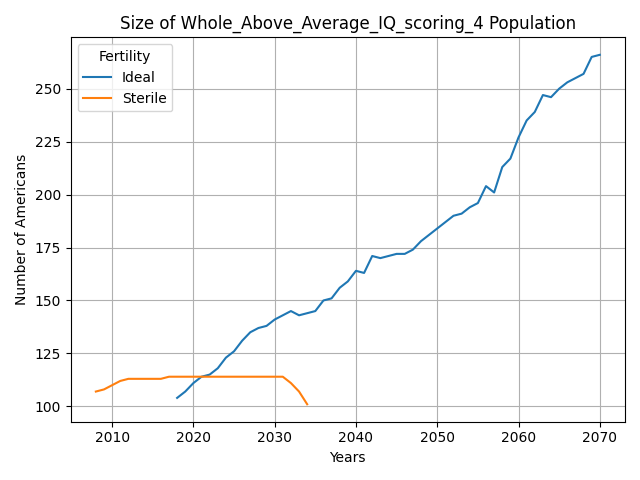 Size of Whole_Above_Average_IQ_scoring_4 Population
Fertility
Ideal
Sterile
Number of Americans
250
225
200
175
150
125
100
2010 2020 2030 2040 2050 2060 2070
Years